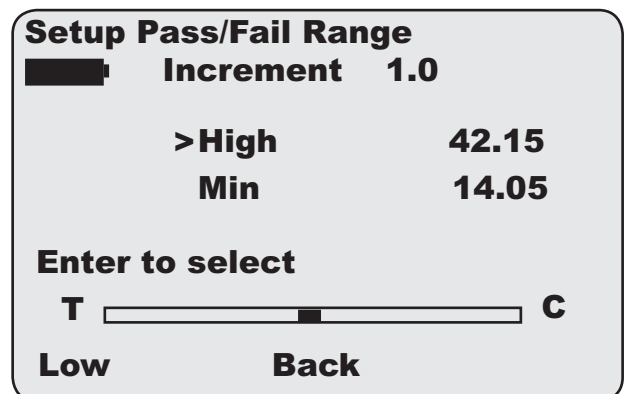 Setup Pass/Fail Range
Increment 1.0
>High 42.15
Min 14.05
Enter to select
T C
Low Back